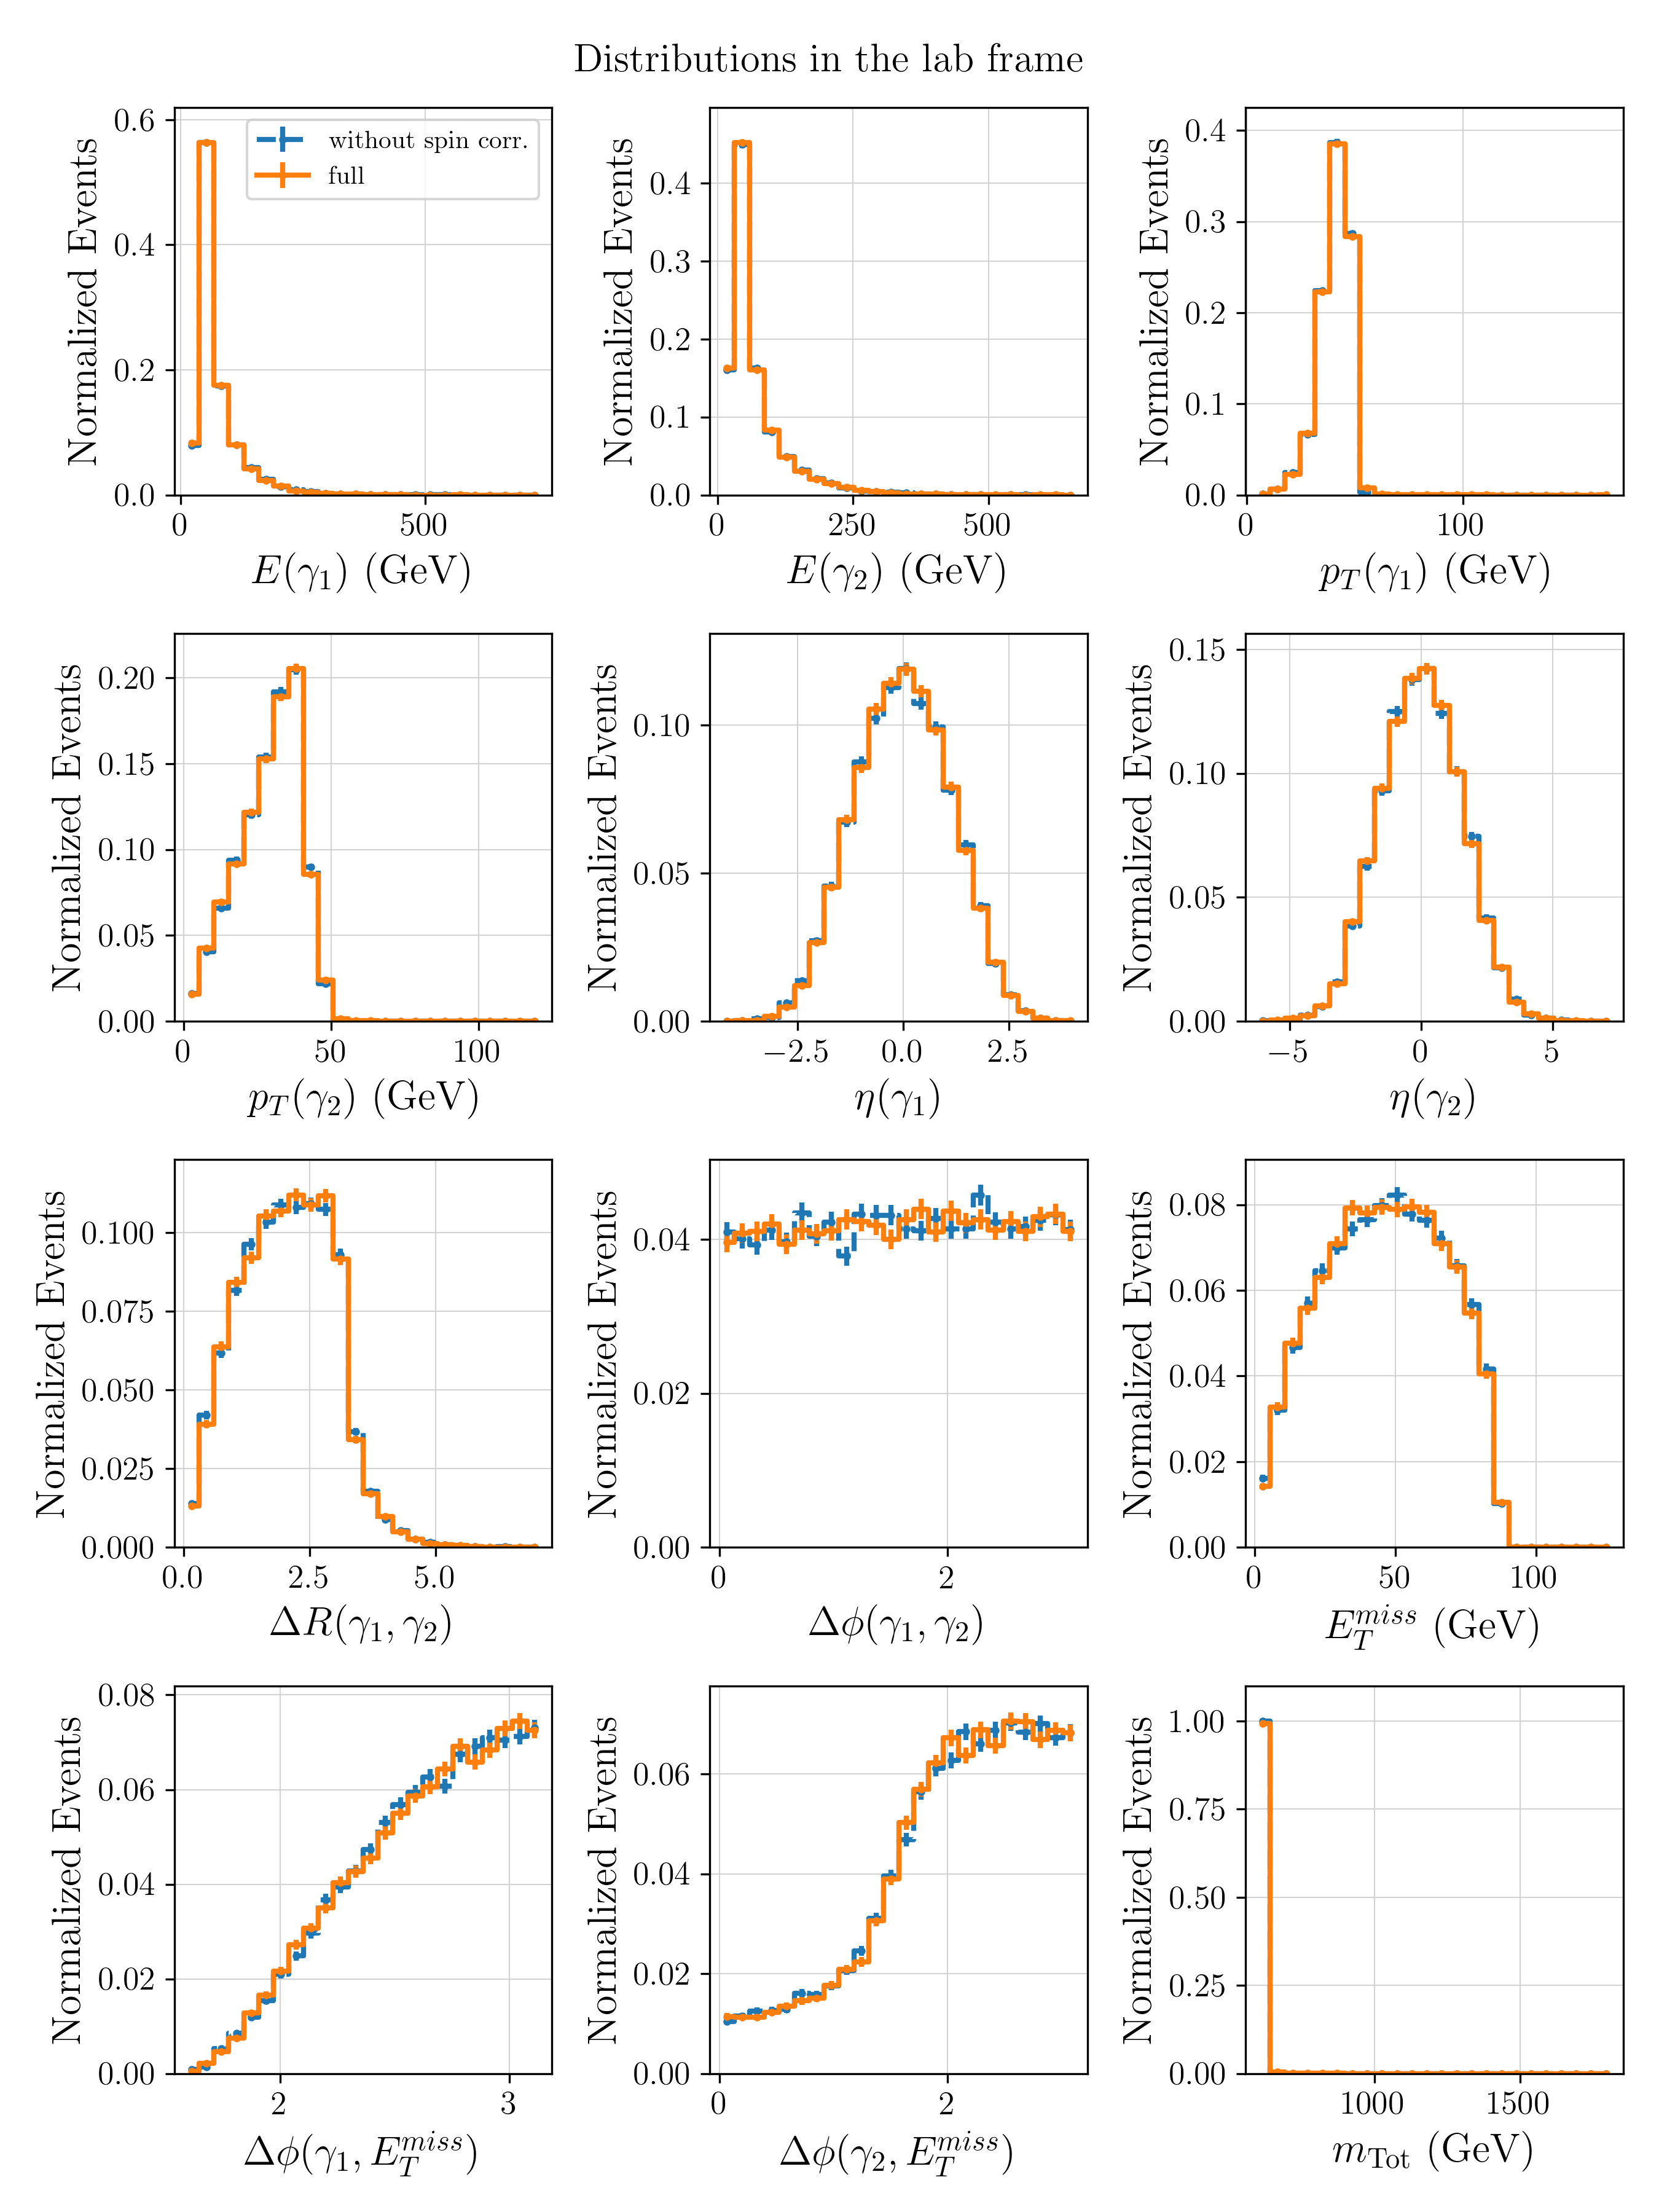 Distributions in the lab frame
Normalized Events
0.6
0.4
0.2
0.0
without spin corr.
full
0 500
E(γ₁) (GeV)
Normalized Events
0.4
0.3
0.2
0.1
0.0
0 250 500
E(γ₂) (GeV)
Normalized Events
0.4
0.3
0.2
0.1
0.0
0 100
p_T(γ₁) (GeV)
Normalized Events
0.20
0.15
0.10
0.05
0.00
0 50 100
p_T(γ₂) (GeV)
Normalized Events
0.10
0.05
0.00
−2.5 0.0 2.5
η(γ₁)
Normalized Events
0.15
0.10
0.05
0.00
−5 0 5
η(γ₂)
Normalized Events
0.100
0.075
0.050
0.025
0.000
0.0 2.5 5.0
ΔR(γ₁, γ₂)
Normalized Events
0.04
0.02
0.00
0 2
Δϕ(γ₁, γ₂)
Normalized Events
0.08
0.06
0.04
0.02
0.00
0 50 100
E_T^{miss} (GeV)
Normalized Events
0.08
0.06
0.04
0.02
0.00
2 3
Δϕ(γ₁, E_T^{miss})
Normalized Events
0.06
0.04
0.02
0.00
0 2
Δϕ(γ₂, E_T^{miss})
Normalized Events
1.00
0.75
0.50
0.25
0.00
1000 1500
m_{Tot} (GeV)